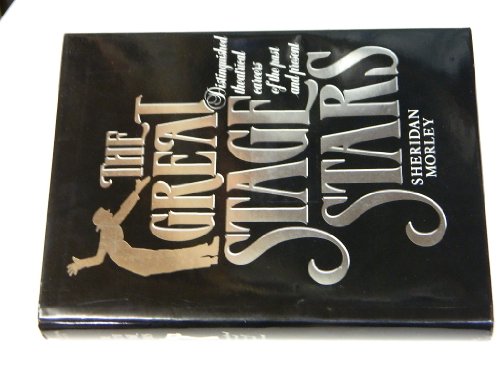 THE
GREAT
Distinguished
theatrical
careers
of the past
and present
STAGE
STARS
SHERIDAN
MORLEY